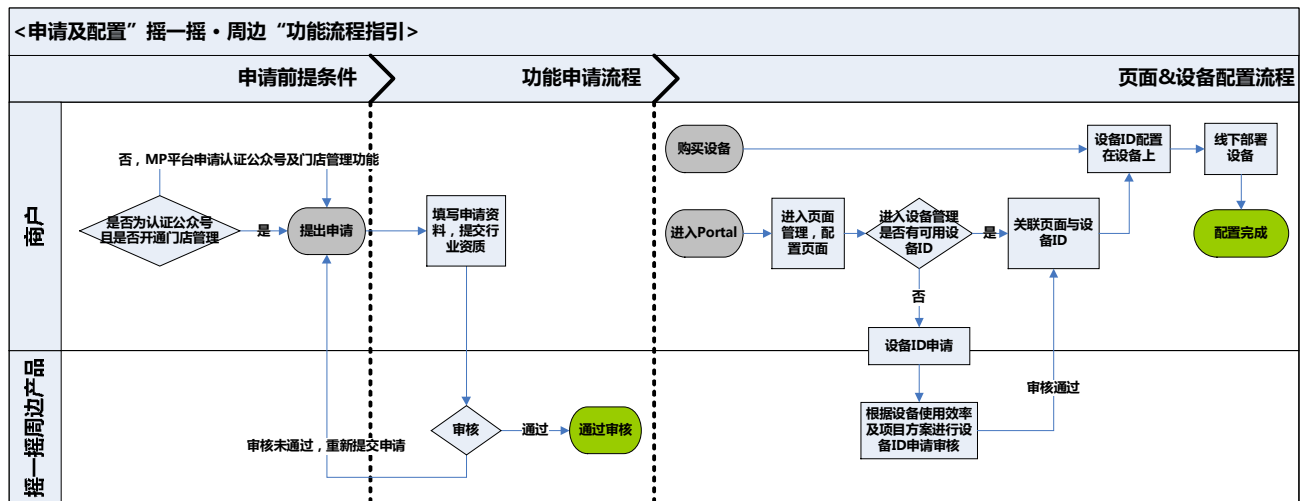 <申请及配置”摇一摇·周边“功能流程指引>
申请前提条件
功能申请流程
页面&设备配置流程
商户
否，MP平台申请认证公众号及门店管理功能
是否为认证公众号
且是否开通门店管理
是
提出申请
填写申请资
料，提交行
业资质
购买设备
设备ID配置
在设备上
线下部署
设备
进入Portal
进入页面
管理，配
置页面
进入设备管理
是否有可用设
备ID
是
关联页面与设
备ID
配置完成
否
设备ID申请
摇一摇周边产品
审核
通过
通过审核
审核未通过，重新提交申请
根据设备使用效率
及项目方案进行设
备ID申请审核
审核通过